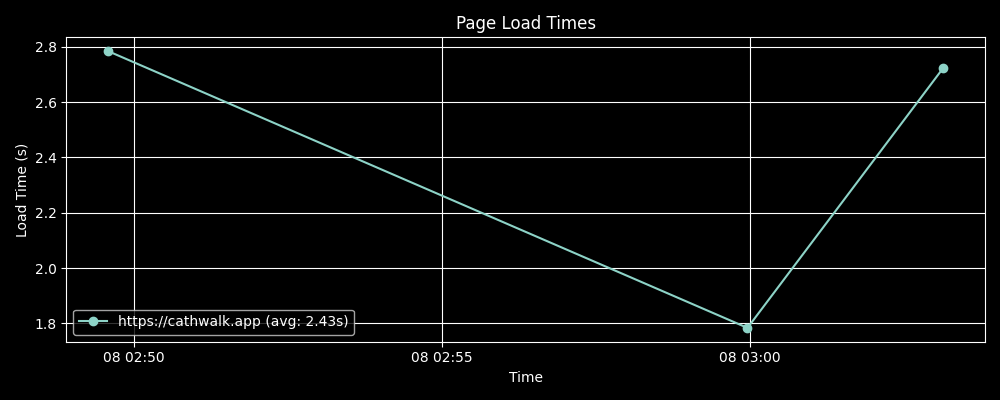 Page Load Times
2.8
2.6
2.4
2.2
2.0
1.8
Load Time (s)
https://cathwalk.app (avg: 2.43s)
08 02:50
08 02:55
08 03:00
Time